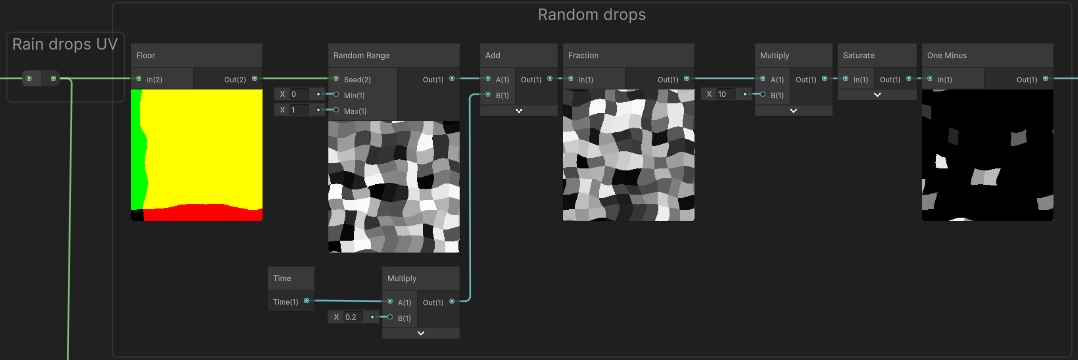 Random drops
Rain drops UV
Floor
In(2) Out(2)
Random Range
Seed(2) Out(1)
X 0 Min(1)
X 1 Max(1)
Add
A(1) Out(1)
B(1)
Fraction
In(1) Out(1)
Multiply
A(1) Out(1)
X 10 B(1)
Saturate
In(1) Out(1)
One Minus
In(1) Out(1)
Time
Time(1)
Multiply
A(1) Out(1)
X 0.2 B(1)